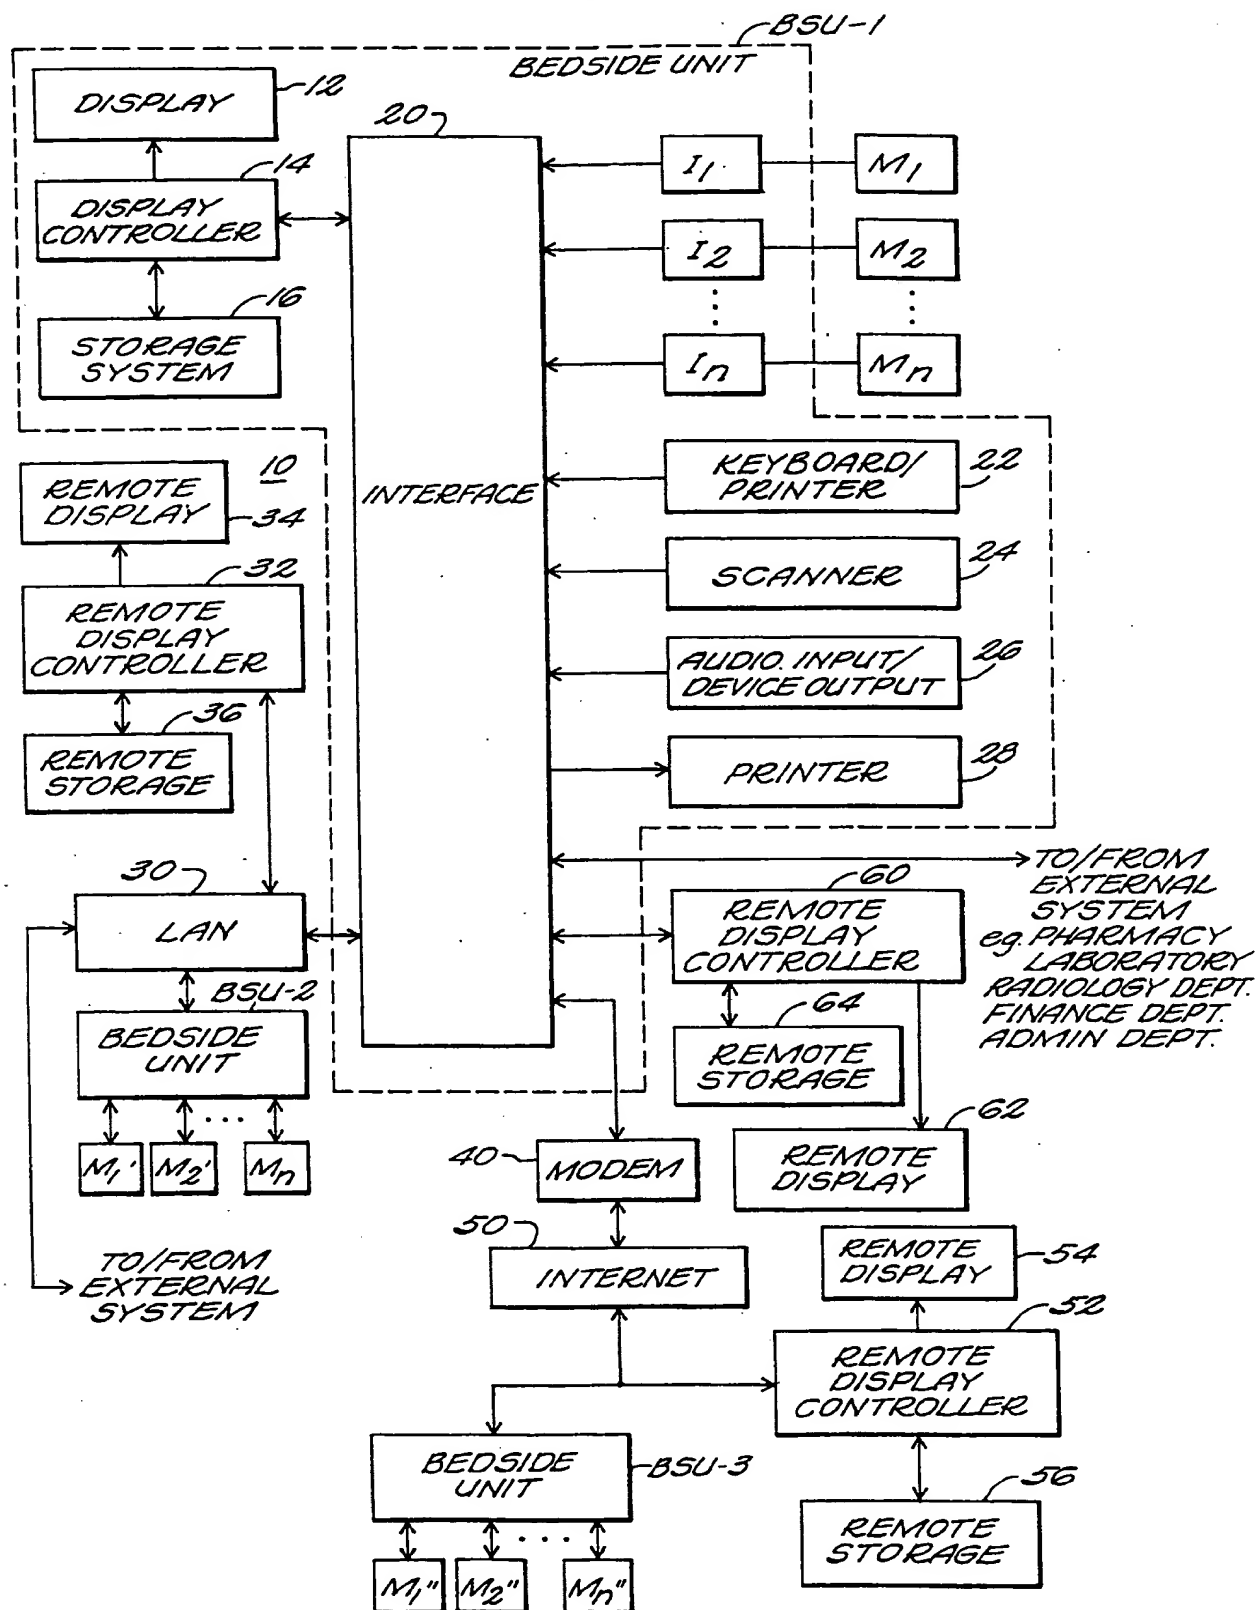 BSU-1
BEDSIDE UNIT
DISPLAY
12
20
14
DISPLAY
CONTROLLER
16
STORAGE
SYSTEM
I1
M1
I2
M2
In
Mn
INTERFACE
KEYBOARD/
PRINTER
22
SCANNER
24
AUDIO. INPUT/
DEVICE OUTPUT
26
PRINTER
28
10
REMOTE
DISPLAY
34
32
REMOTE
DISPLAY
CONTROLLER
36
REMOTE
STORAGE
30
LAN
BSU-2
BEDSIDE
UNIT
M1'
M2'
Mn
TO/FROM
EXTERNAL
SYSTEM
TO/FROM
EXTERNAL
SYSTEM
eg. PHARMACY
LABORATORY
RADIOLOGY DEPT.
FINANCE DEPT.
ADMIN DEPT.
60
REMOTE
DISPLAY
CONTROLLER
64
REMOTE
STORAGE
62
REMOTE
DISPLAY
40
MODEM
50
INTERNET
REMOTE
DISPLAY
54
52
REMOTE
DISPLAY
CONTROLLER
56
REMOTE
STORAGE
BEDSIDE
UNIT
BSU-3
M1"
M2"
Mn"